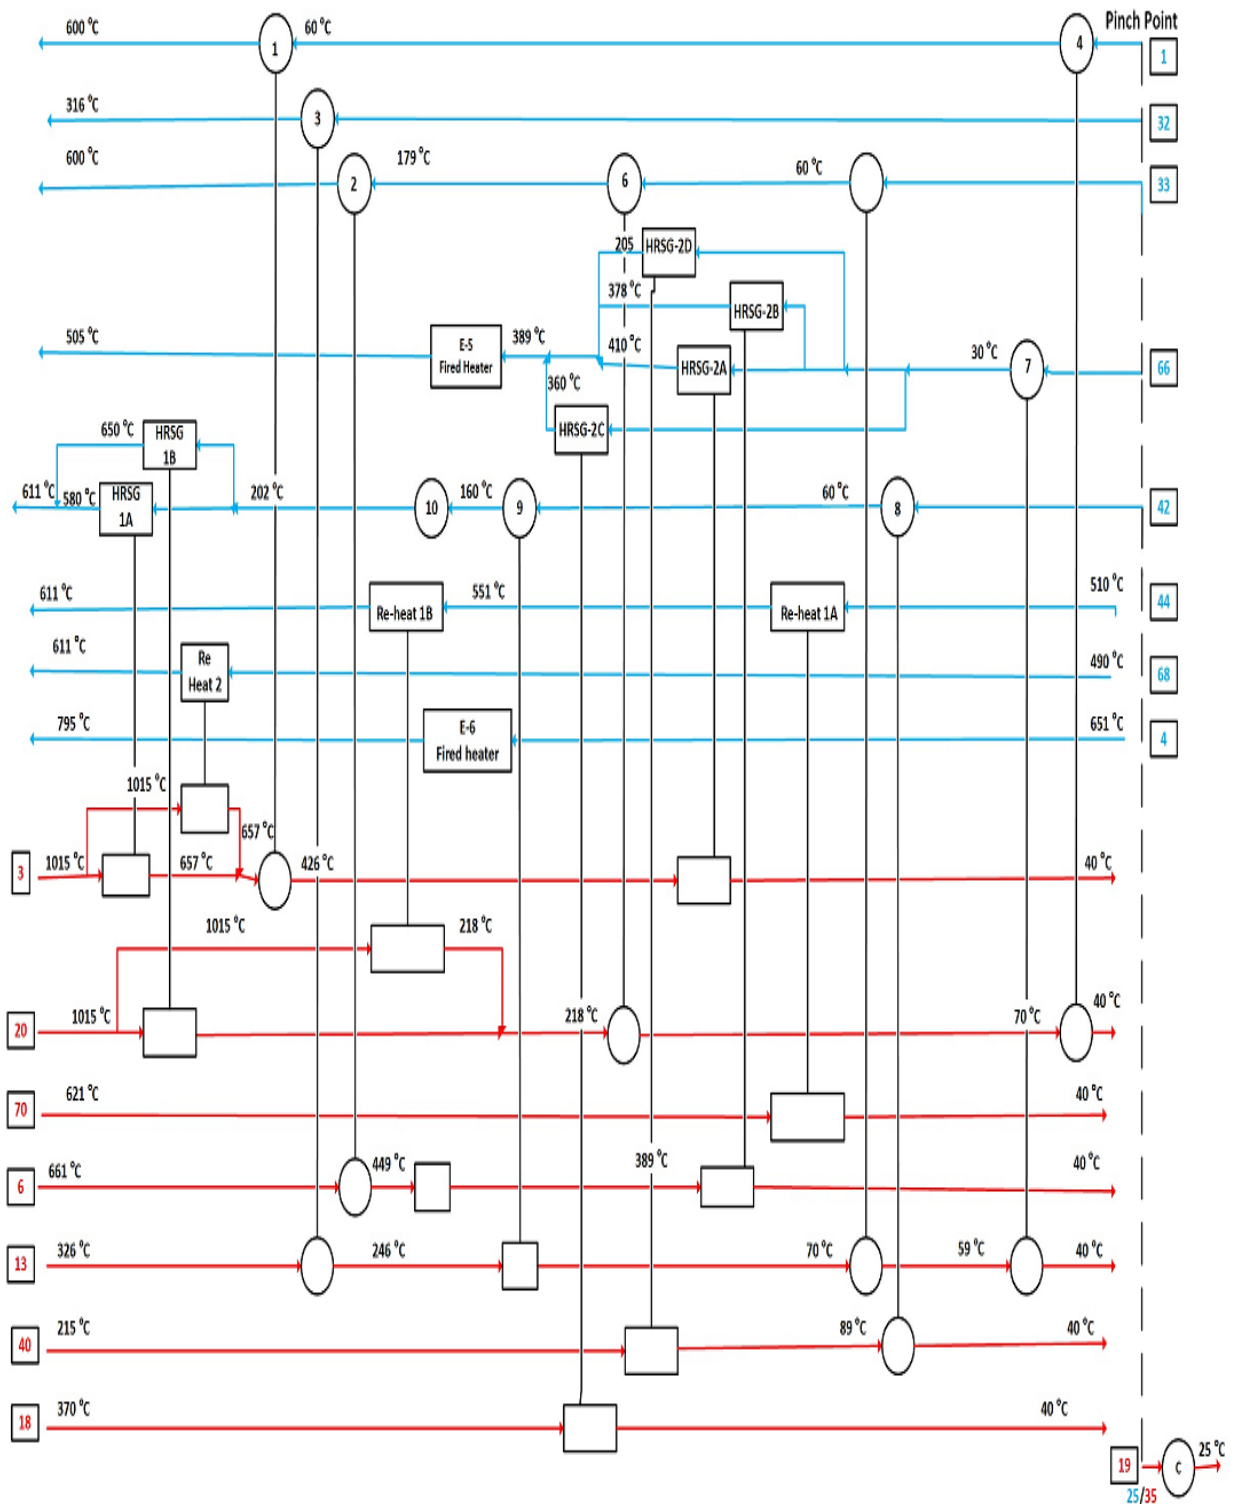 Pinch Point
600 °C
1
60 °C
4
1
316 °C
3
32
600 °C
2
179 °C
6
60 °C
33
205
HRSG-2D
378 °C
HRSG-2B
505 °C
E-5
Fired Heater
389 °C
410 °C
HRSG-2A
30 °C
7
66
360 °C
HRSG-2C
650 °C
HRSG
1B
611 °C
580 °C
HRSG
1A
202 °C
10
160 °C
9
60 °C
8
42
611 °C
Re-heat 1B
551 °C
Re-heat 1A
510 °C
44
611 °C
Re
Heat 2
490 °C
68
795 °C
E-6
Fired heater
651 °C
4
1015 °C
657 °C
3
1015 °C
657 °C
426 °C
40 °C
1015 °C
218 °C
20
1015 °C
218 °C
70 °C
40 °C
70
621 °C
40 °C
6
661 °C
449 °C
389 °C
40 °C
13
326 °C
246 °C
70 °C
59 °C
40 °C
40
215 °C
89 °C
40 °C
18
370 °C
40 °C
19
C
25 °C
25/35